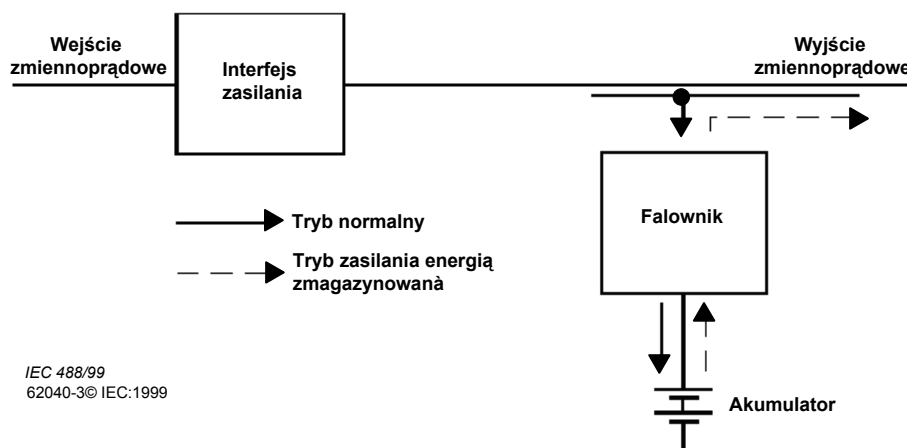 Wejście
zmiennoprądowe
Interfejs
zasilania
Wyjście
zmiennoprądowe
Falownik
Tryb normalny
Tryb zasilania energią
zmagazynowanà
IEC 488/99
62040-3© IEC:1999
Akumulator